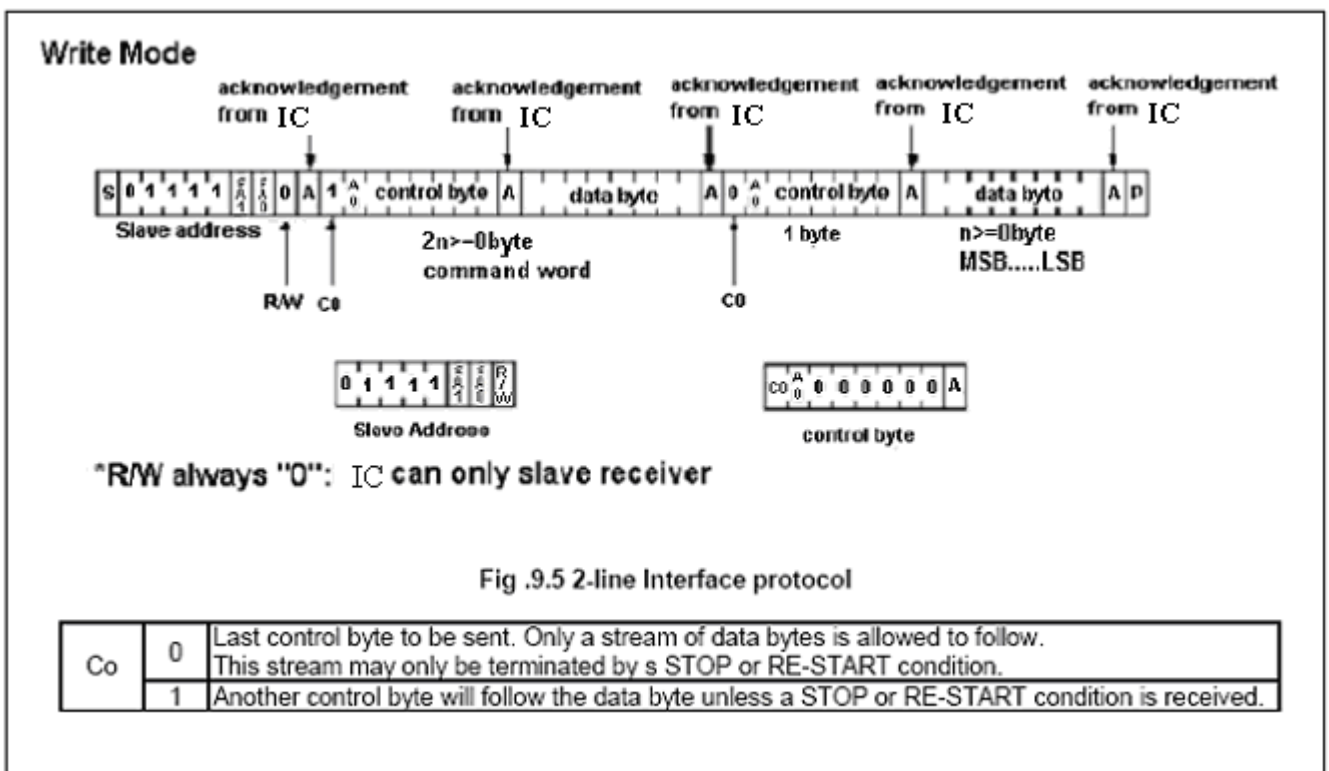 Write Mode
acknowledgement acknowledgement acknowledgement acknowledgement acknowledgement
from IC from IC from IC from IC from IC
S 0 1 1 1 1 SA1 SA0 0 A 1 A0 control byte A data byte A 0 A0 control byte A data byte A P
Slave address 2n>=0byte 1 byte n>=0byte
command word MSB.....LSB
R/W C0 C0
0 1 1 1 1 SA1 SA0 R/W Co A0 0 0 0 0 0 0 A
Slave Address control byte
*R/W always "0": IC can only slave receiver
Fig .9.5 2-line Interface protocol
Co 0 Last control byte to be sent. Only a stream of data bytes is allowed to follow.
This stream may only be terminated by s STOP or RE-START condition.
1 Another control byte will follow the data byte unless a STOP or RE-START condition is received.